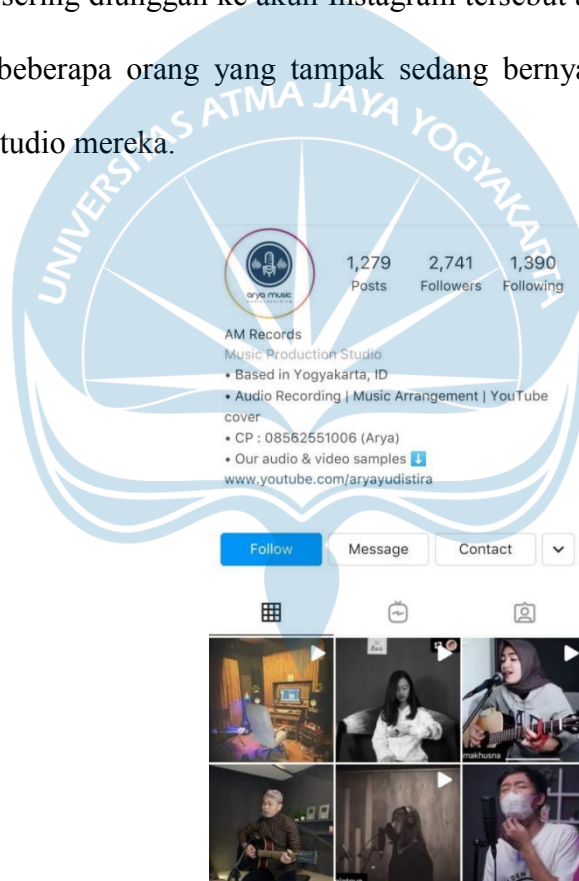 sering diunggah ke akun Instagram tersebut
beberapa orang yang tampak sedang
studio mereka.
UNIVERSITAS ATMA JAYA YOGYAKARTA
arya music
1,279 2,741 1,390
Posts Followers Following
AM Records
Music Production Studio
• Based in Yogyakarta, ID
• Audio Recording | Music Arrangement | YouTube
cover
• CP : 08562551006 (Arya)
• Our audio & video samples ⬇️
www.youtube.com/aryayudistira
Follow Message Contact